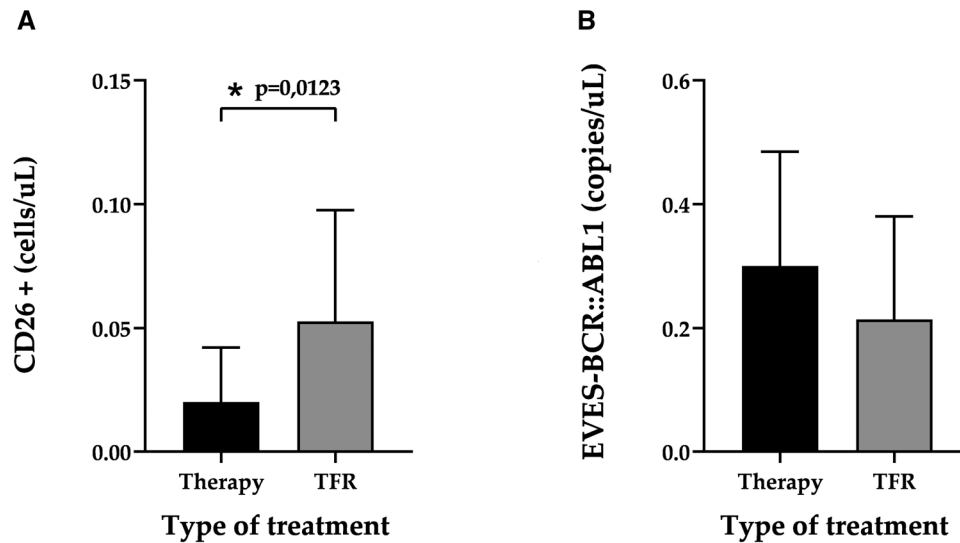 A
CD26 + (cells/uL)
0.15
0.10
0.05
0.00
* p=0,0123
Therapy TFR
Type of treatment
B
EVES-BCR::ABL1 (copies/uL)
0.6
0.4
0.2
0.0
Therapy TFR
Type of treatment